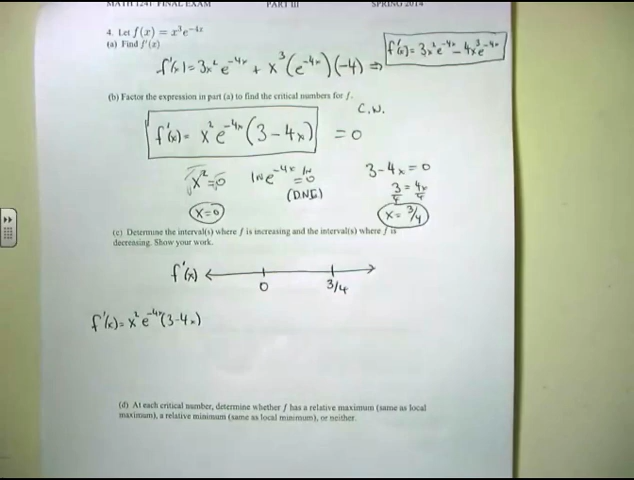 MATH 1241 FINAL EXAM PART III SPRING 2014
4. Let f(x) = x³e⁻⁴ˣ
(a) Find f'(x)
f'(x) = 3x²e⁻⁴ˣ + x³(e⁻⁴ˣ)(-4) ⇒ f'(x) = 3x²e⁻⁴ˣ - 4x³e⁻⁴ˣ
(b) Factor the expression in part (a) to find the critical numbers for f.
C.N.
f'(x) = x²e⁻⁴ˣ(3-4x) = 0
x² = 0 ln e⁻⁴ˣ = ln 0 3-4x=0
(DNE) 3/4 = 4x/4
x=0 x=3/4
(c) Determine the interval(s) where f is increasing and the interval(s) where f is
decreasing. Show your work.
f'(x)
0 3/4
f'(x) = x²e⁻⁴ˣ(3-4x)
(d) At each critical number, determine whether f has a relative maximum (same as local
maximum), a relative minimum (same as local minimum), or neither.